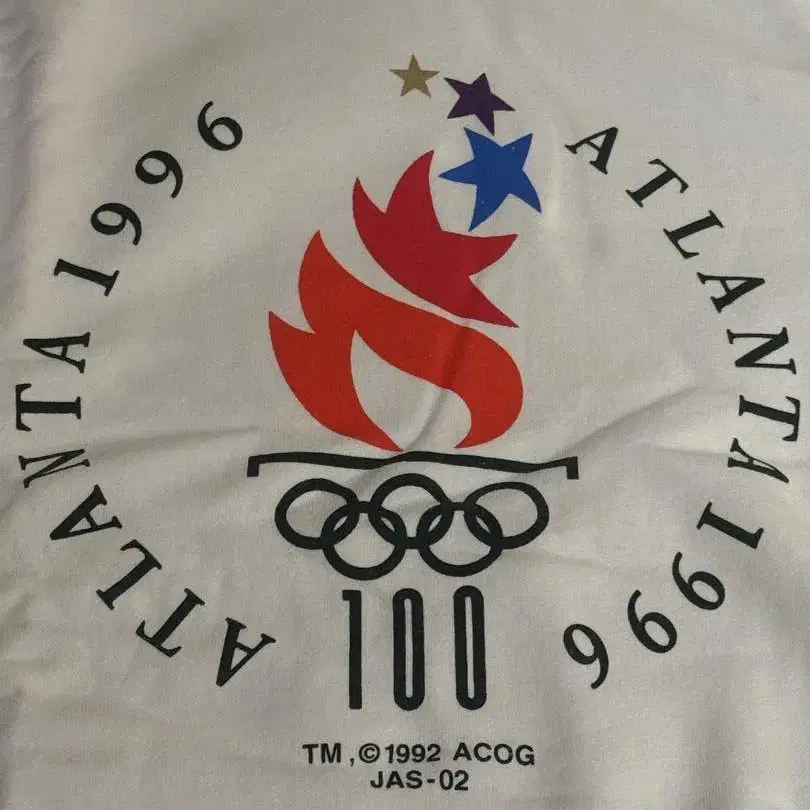 ATLANTA 1996
ATLANTA 1996
100
TM,©1992 ACOG
JAS-02